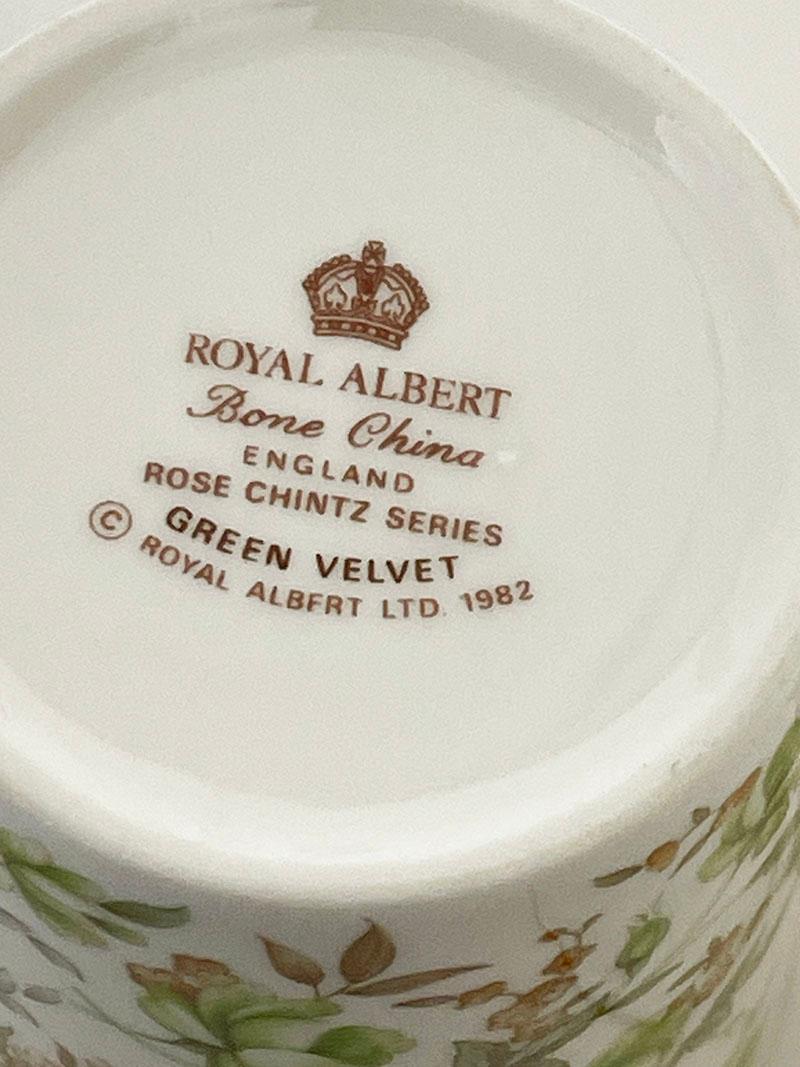 ROYAL ALBERT
Bone China
ENGLAND
ROSE CHINTZ SERIES
GREEN VELVET
© ROYAL ALBERT LTD. 1982